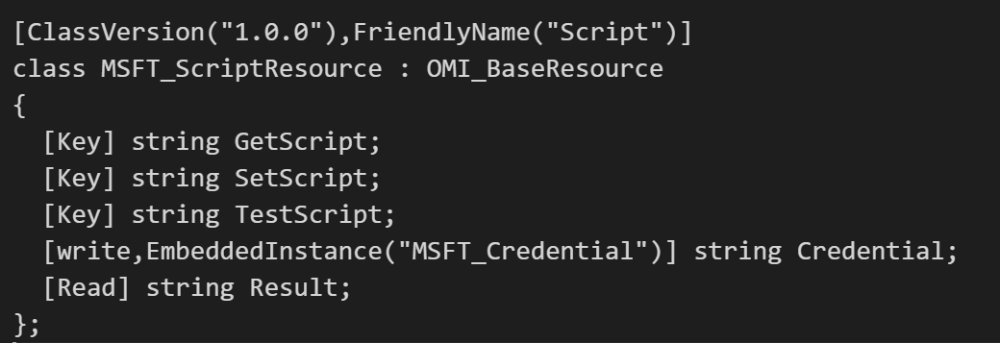 [ClassVersion("1.0.0"),FriendlyName("Script")]
class MSFT_ScriptResource : OMI_BaseResource
{
  [Key] string GetScript;
  [Key] string SetScript;
  [Key] string TestScript;
  [write,EmbeddedInstance("MSFT_Credential")] string Credential;
  [Read] string Result;
};